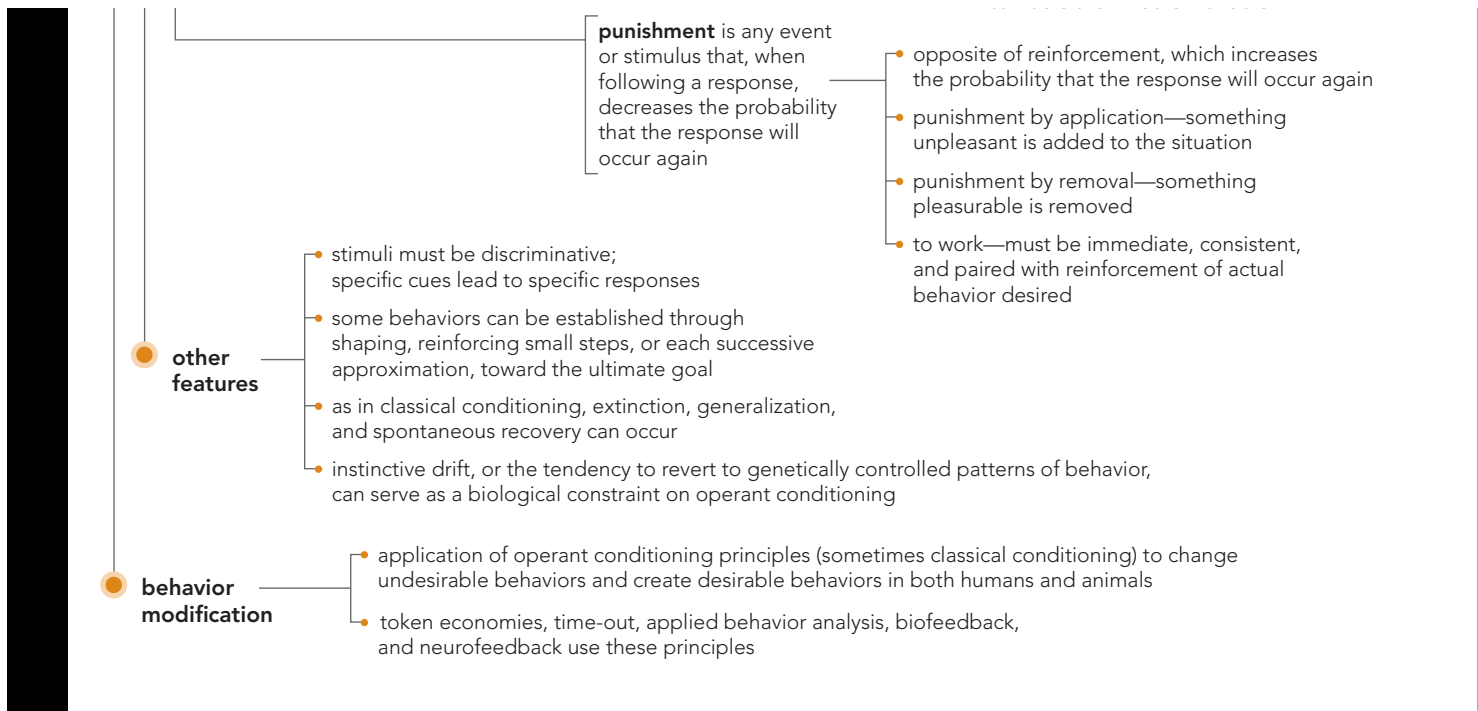 punishment is any event
or stimulus that, when
following a response,
decreases the probability
that the response will
occur again
opposite of reinforcement, which increases
the probability that the response will occur again
punishment by application—something
unpleasant is added to the situation
punishment by removal—something
pleasurable is removed
to work—must be immediate, consistent,
and paired with reinforcement of actual
behavior desired
other
features
stimuli must be discriminative;
specific cues lead to specific responses
some behaviors can be established through
shaping, reinforcing small steps, or each successive
approximation, toward the ultimate goal
as in classical conditioning, extinction, generalization,
and spontaneous recovery can occur
instinctive drift, or the tendency to revert to genetically controlled patterns of behavior,
can serve as a biological constraint on operant conditioning
behavior
modification
application of operant conditioning principles (sometimes classical conditioning) to change
undesirable behaviors and create desirable behaviors in both humans and animals
token economies, time-out, applied behavior analysis, biofeedback,
and neurofeedback use these principles